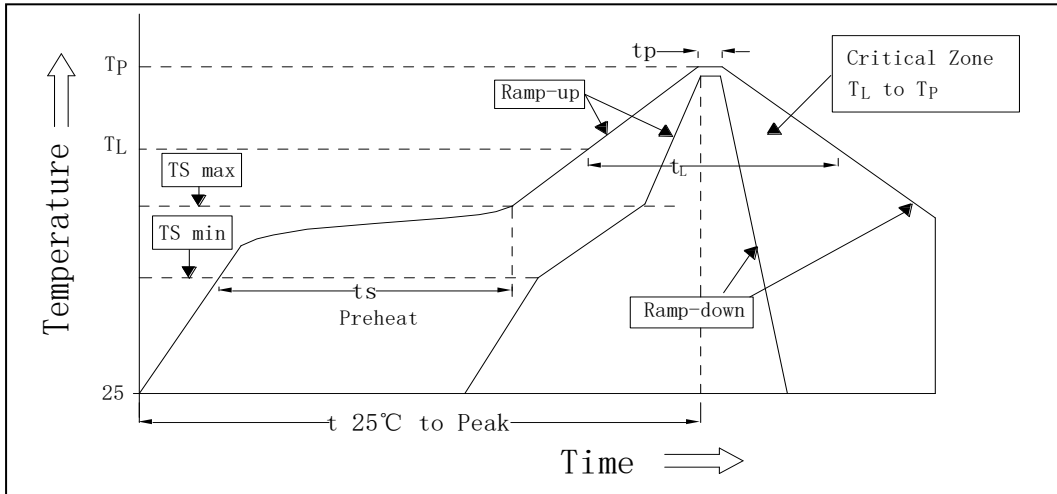 tp
Critical Zone
TL to TP
TP
Ramp-up
TL
tL
TS max
TS min
ts
Preheat
Ramp-down
25
t 25℃ to Peak
Temperature
Time